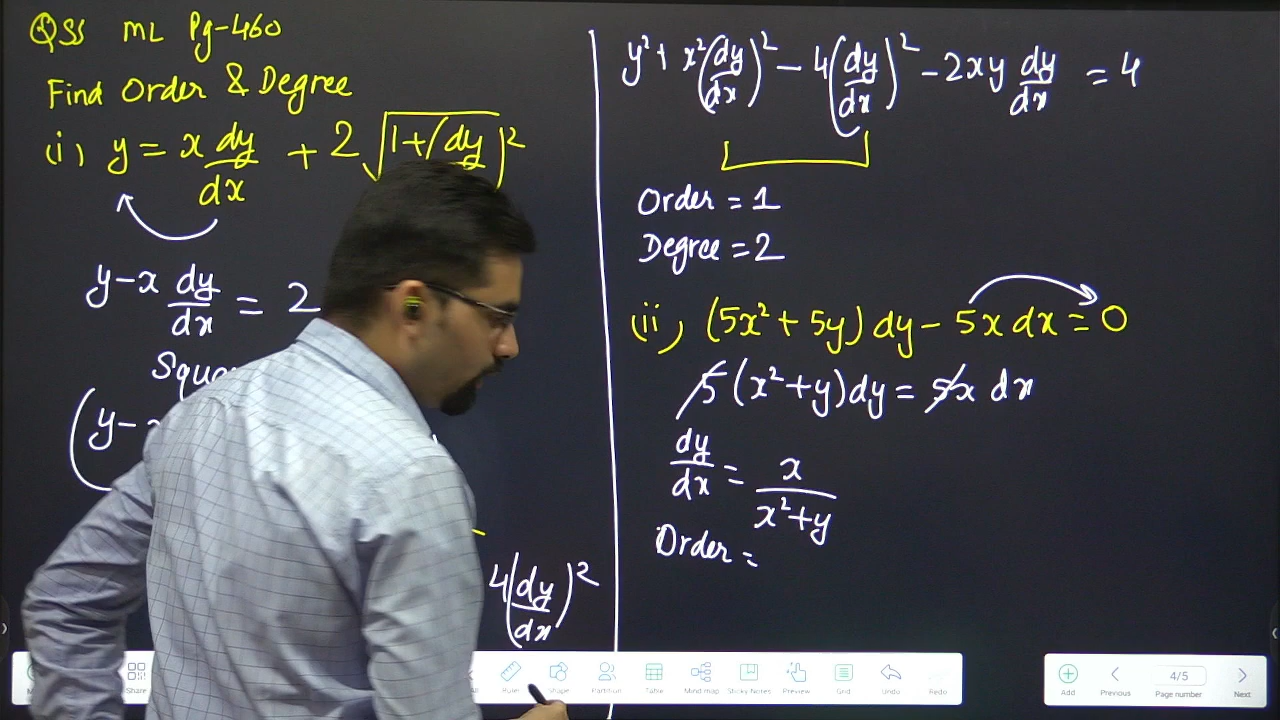 QSS ML Pg-460
Find Order & Degree
(i) y = x dy/dx + 2 √1+(dy )²
y-x dy/dx = 2
(y-
4(dy/dx)²
y² + x²(dy/dx)² - 4(dy/dx)² - 2xy dy/dx = 4
Order = 1
Degree = 2
(ii) (5x² + 5y) dy - 5x dx = 0
5(x²+y)dy = 5x dx
dy/dx = x/x²+y
Order =
Share
Ruler
Shape
Partition
Table
Mind map
Sticky Notes
Preview
Grid
Undo
Redo
Add
Previous
4/5
Page number
Next